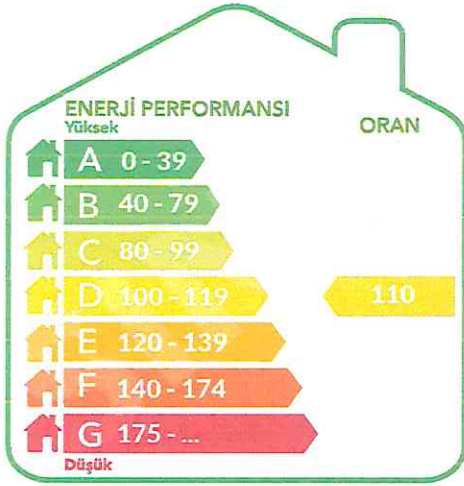 ENERJİ PERFORMANSI
Yüksek
ORAN
A 0 - 39
B 40 - 79
C 80 - 99
D 100 - 119
110
E 120 - 139
F 140 - 174
G 175 - ...
Düşük